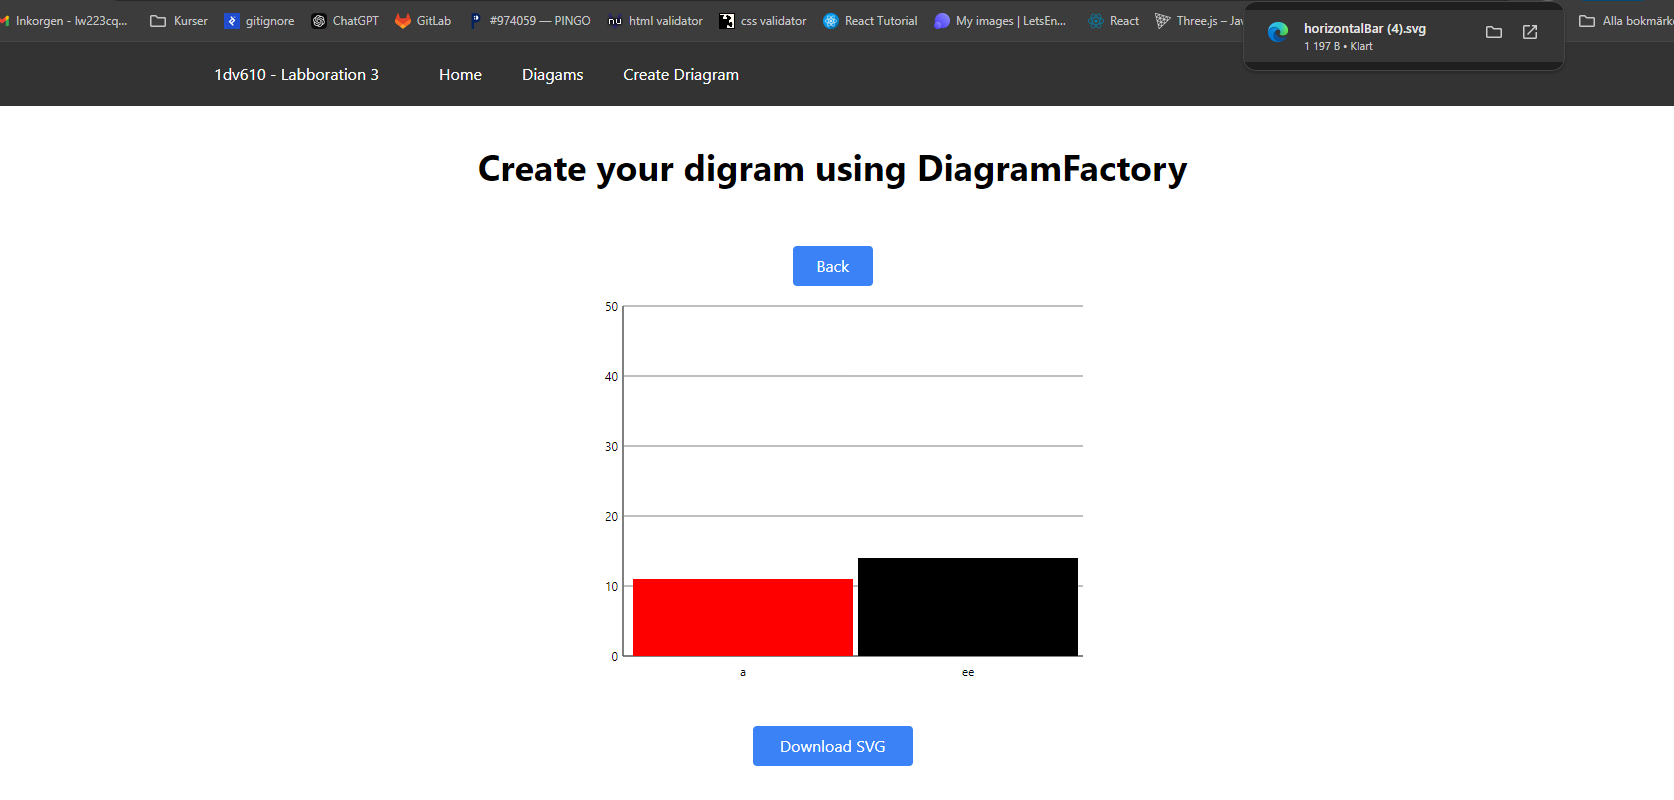 Inkorgen - lw223cq... Kurser gitignore ChatGPT GitLab #974059 — PINGO html validator css validator React Tutorial My images | LetsEn... React Three.js – Jav Alla bokmärke
horizontalBar (4).svg
1 197 B • Klart
1dv610 - Labboration 3 Home Diagams Create Driagram
Create your digram using DiagramFactory
Back
50
40
30
20
10
0
a ee
Download SVG